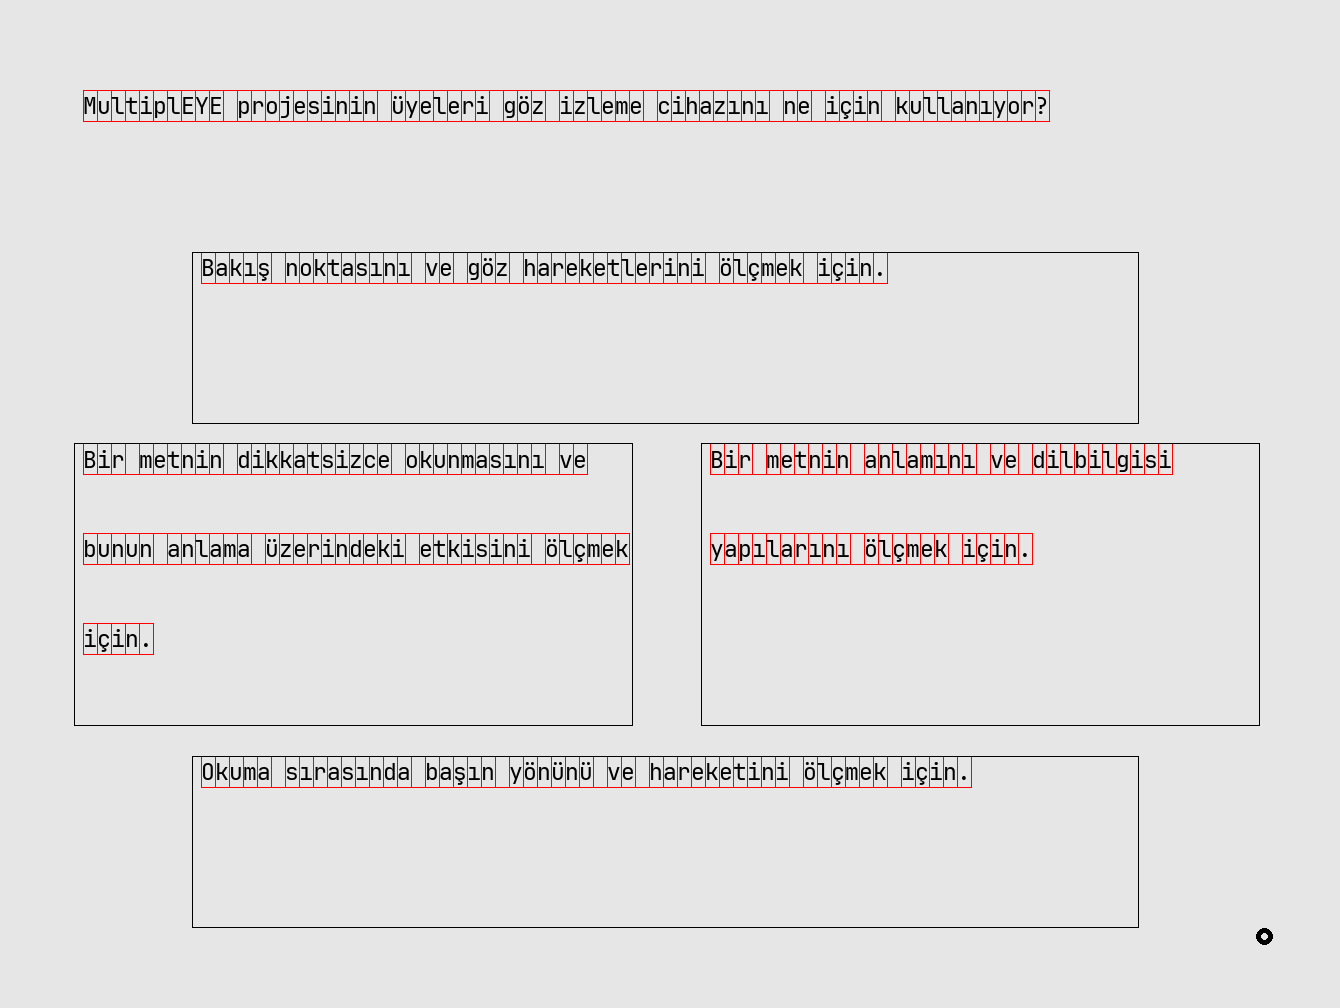 MultiplEYE projesinin üyeleri göz izleme cihazını ne için kullanıyor?
Bakış noktasını ve göz hareketlerini ölçmek için.
Bir metnin dikkatsizce okunmasını ve
bunun anlama üzerindeki etkisini ölçmek
için.
Bir metnin anlamını ve dilbilgisi
yapılarını ölçmek için.
Okuma sırasında başın yönünü ve hareketini ölçmek için.